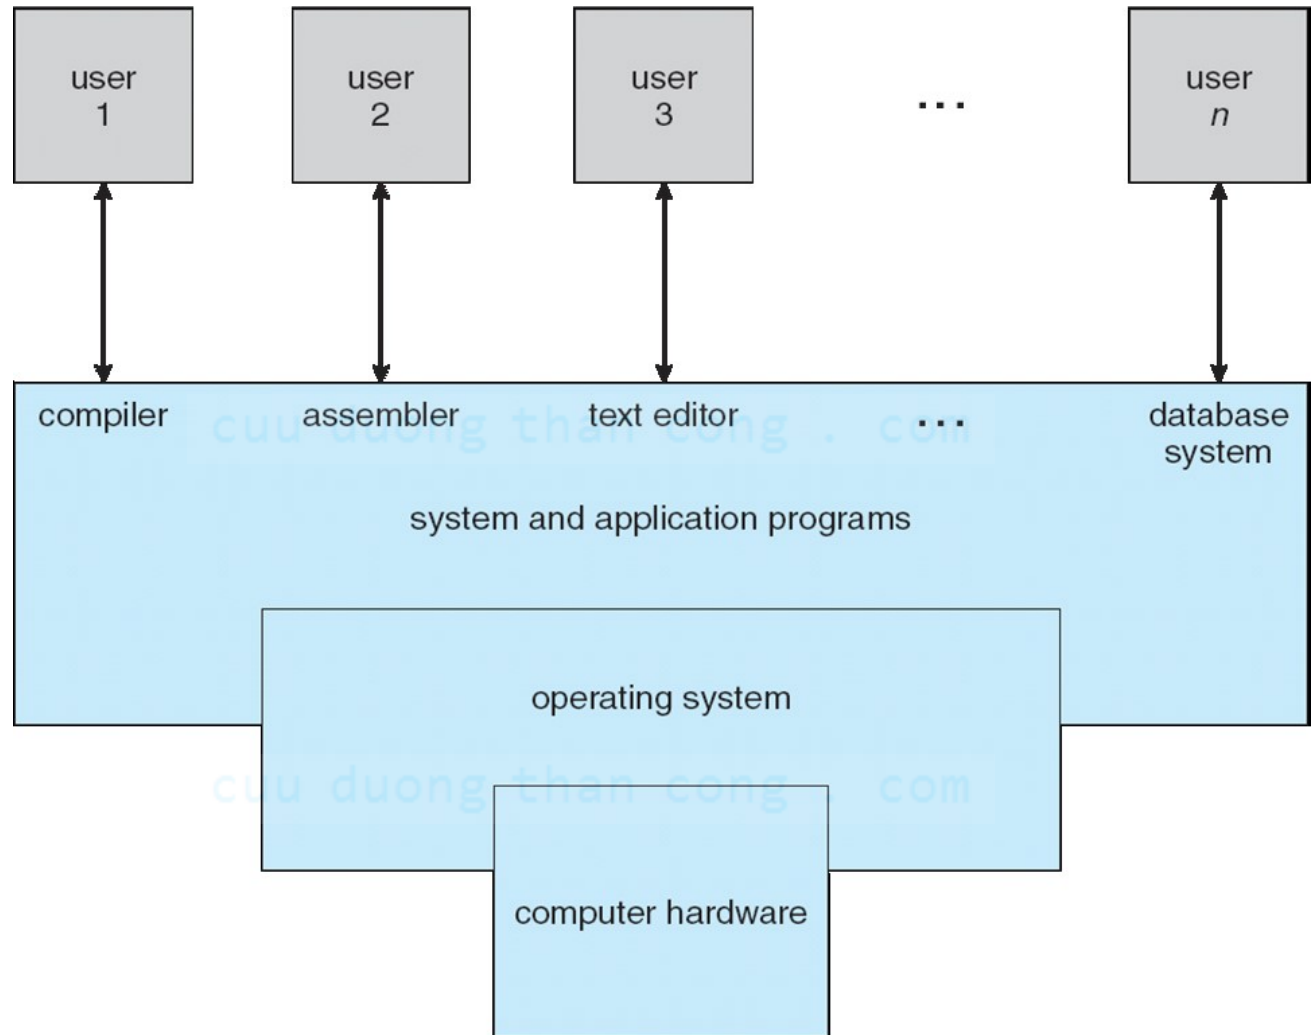 user user user user
1 2 3 ... n
compiler assembler text editor ... database
system
cuu duong than cong . com
system and application programs
operating system
cuu duong than cong . com
computer hardware